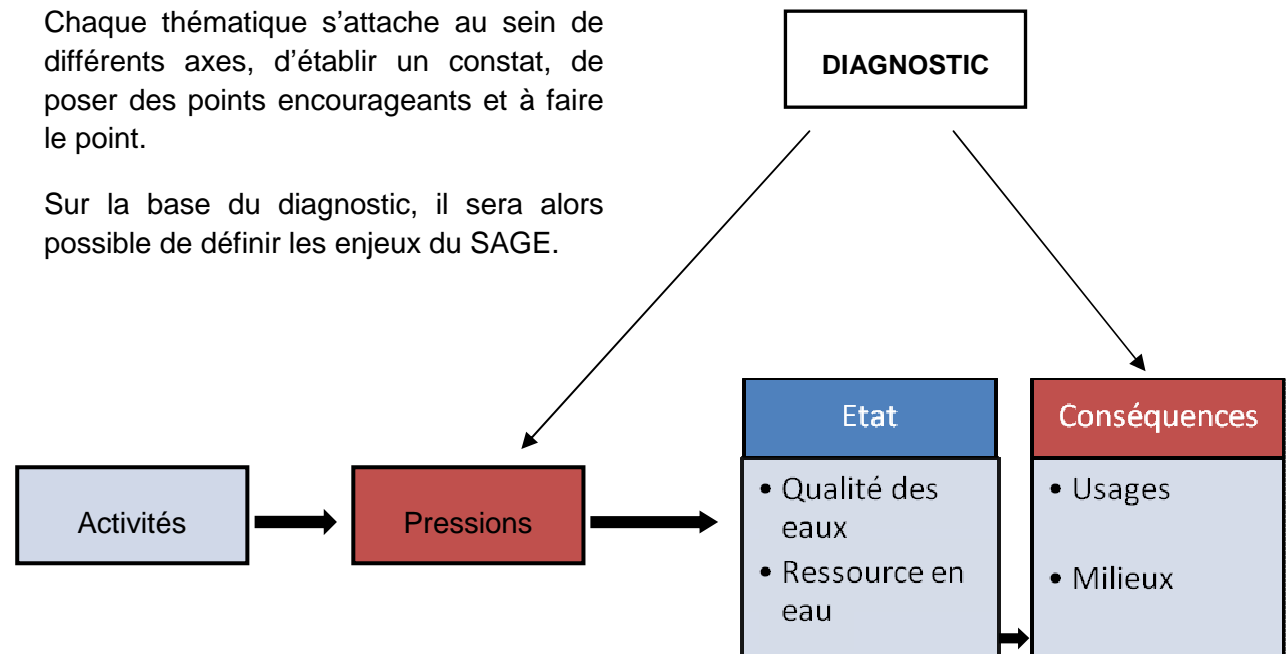 Chaque thématique s’attache au sein de
différents axes, d’établir un constat, de
poser des points encourageants et à faire
le point.
Sur la base du diagnostic, il sera alors
possible de définir les enjeux du SAGE.
DIAGNOSTIC
Activités
Pressions
Etat
• Qualité des
eaux
• Ressource en
eau
Conséquences
• Usages
• Milieux